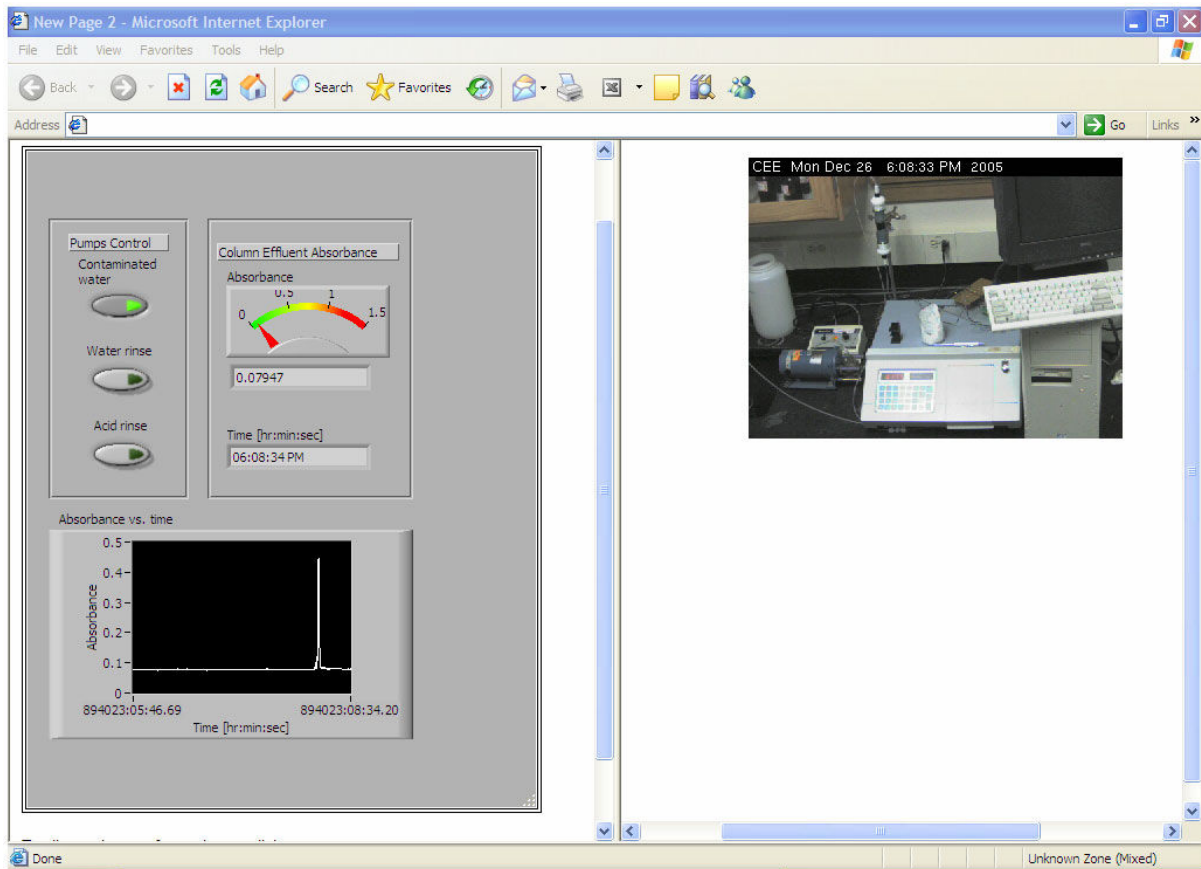 New Page 2 - Microsoft Internet Explorer
File Edit View Favorites Tools Help
Back Search Favorites
Address Go Links »
Pumps Control
Contaminated
water
Water rinse
Acid rinse
Column Effluent Absorbance
Absorbance
0 0.5 1 1.5
0.07947
Time [hr:min:sec]
06:08:34 PM
Absorbance vs. time
Absorbance
0.5
0.4
0.3
0.2
0.1
0
894023:05:46.69 894023:08:34.20
Time [hr:min:sec]
CEE Mon Dec 26 6:08:33 PM 2005
Done Unknown Zone (Mixed)